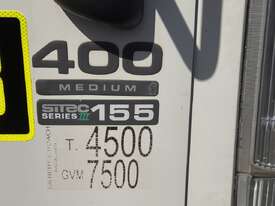 400
MEDIUM
SiTEC
SERIES III 155
T. 4500
GVM 7500